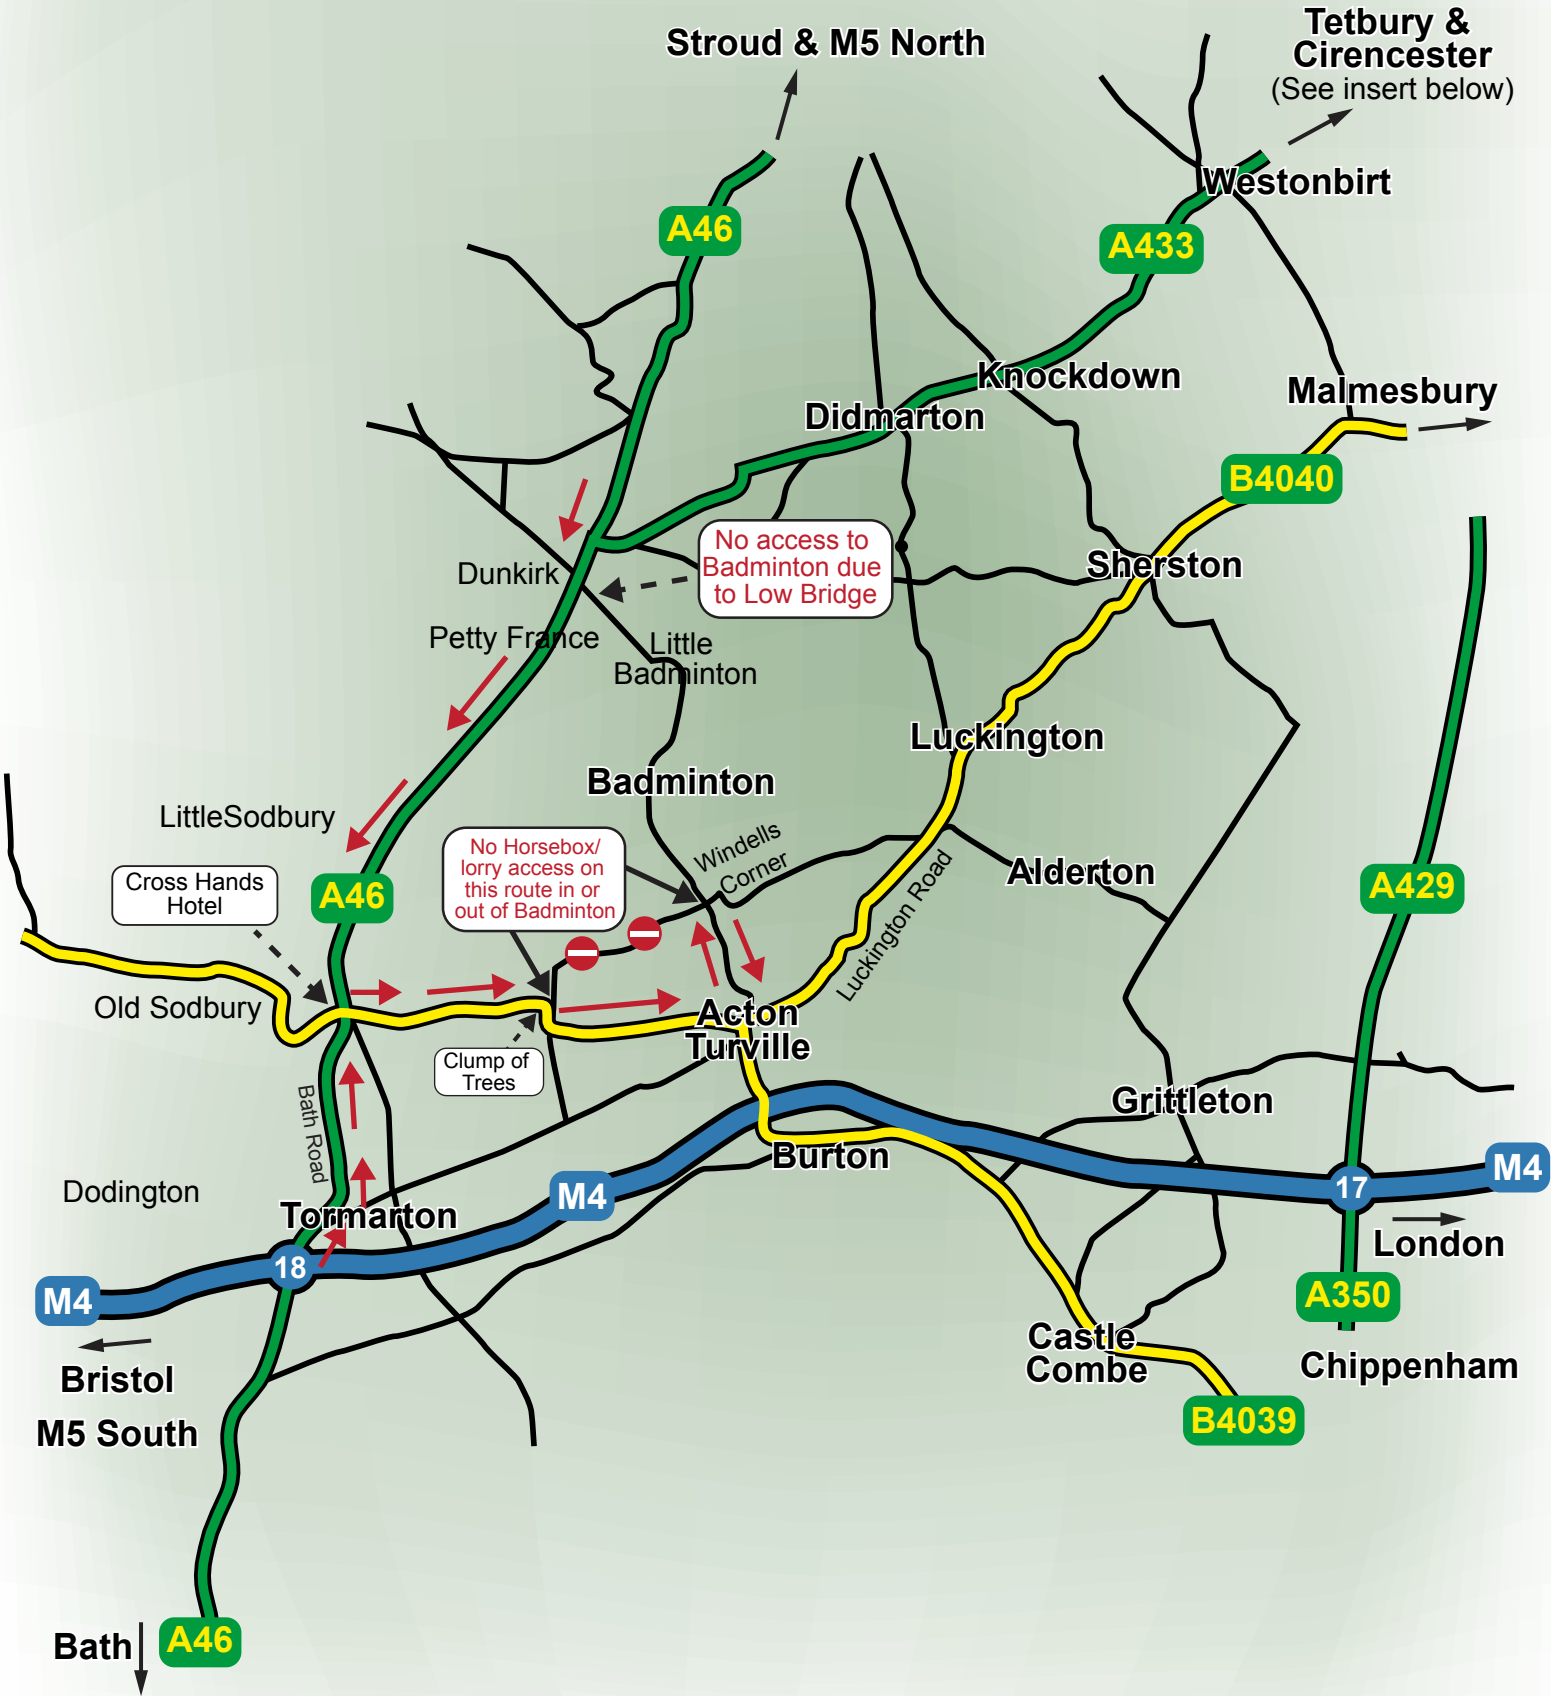 Stroud & M5 North
Tetbury &
Cirencester
(See insert below)
Westonbirt
A46
A433
Knockdown
Malmesbury
Didmarton
B4040
No access to
Badminton due
to Low Bridge
Sherston
Dunkirk
Petty France
Little
Badminton
Luckington
Badminton
LittleSodbury
No Horsebox/
lorry access on
this route in or
out of Badminton
Windells
Corner
Luckington Road
Alderton
A429
Cross Hands
Hotel
A46
Old Sodbury
Acton
Turville
Clump of
Trees
Bath Road
Grittleton
Burton
Dodington
Tormarton
M4
M4
17
18
M4
London
A350
Bristol
Castle
Combe
Chippenham
M5 South
B4039
Bath
A46